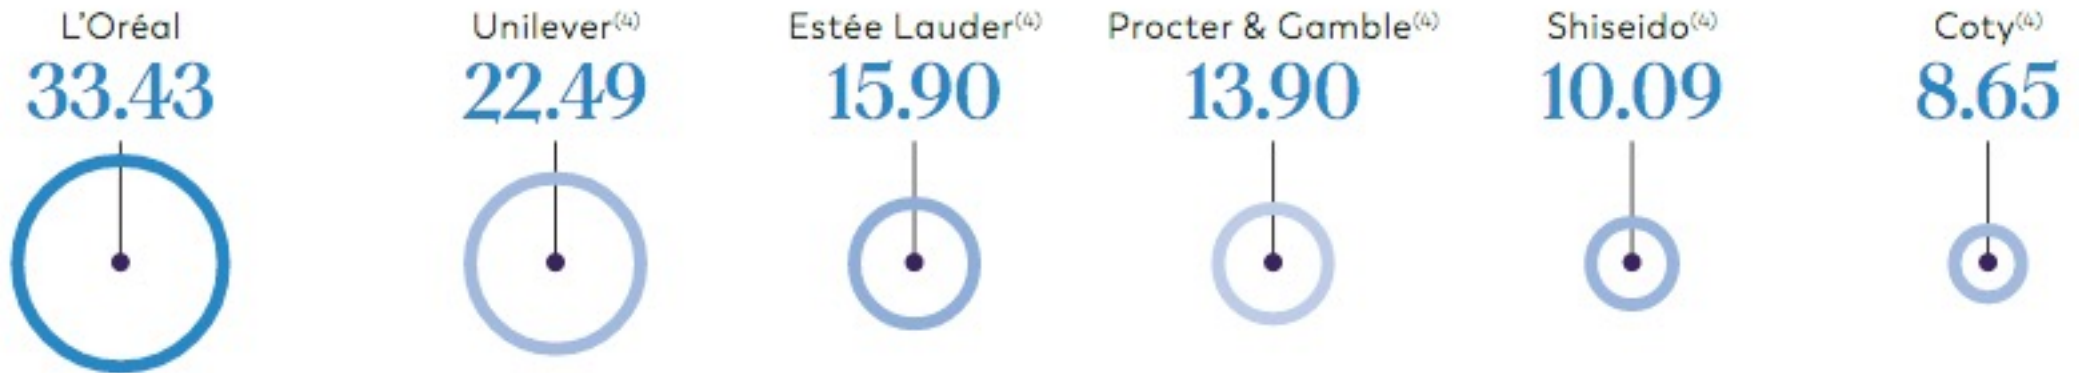 L'Oréal
33.43
Unilever(4)
22.49
Estée Lauder(4)
15.90
Procter & Gamble(4)
13.90
Shiseido(4)
10.09
Coty(4)
8.65